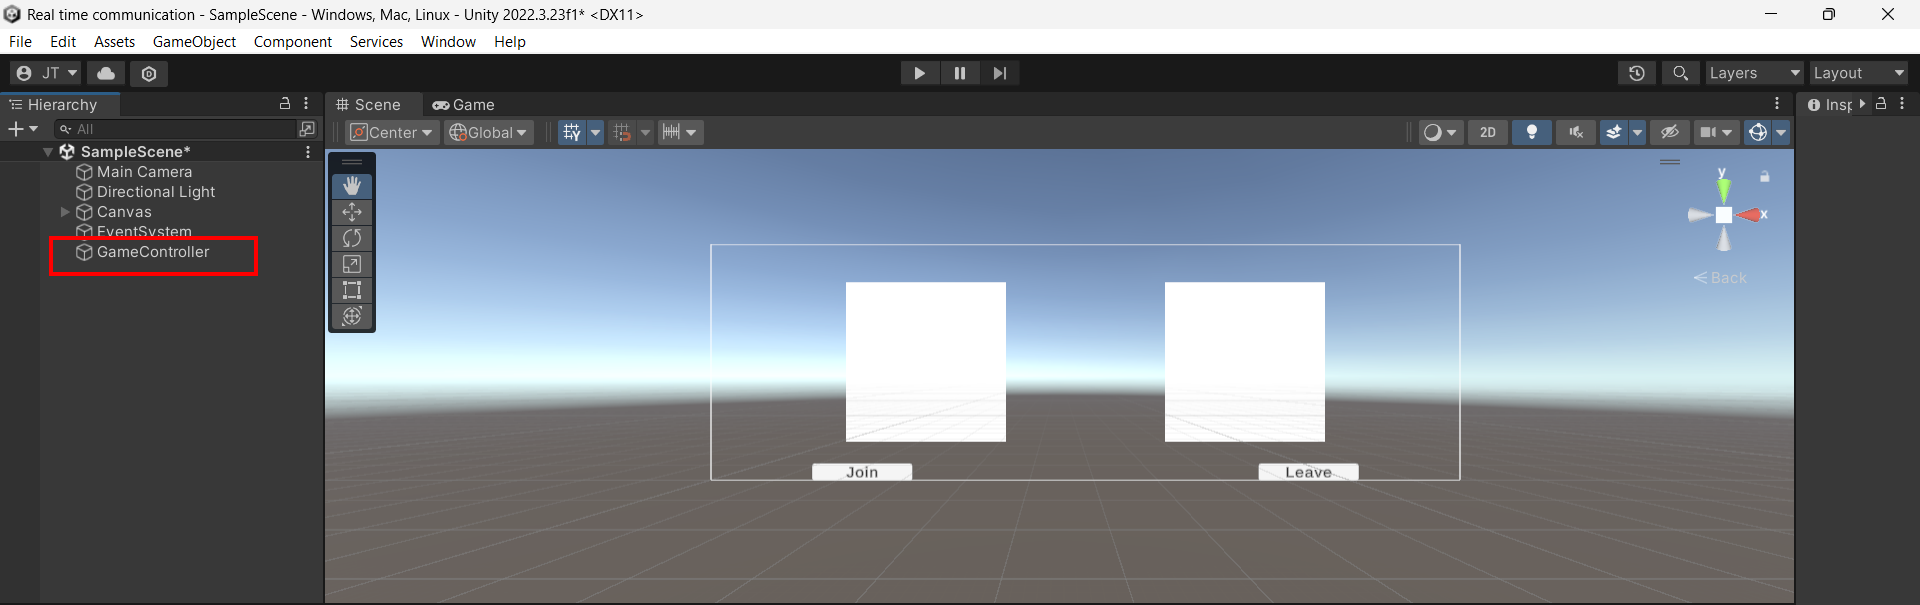 Real time communication - SampleScene - Windows, Mac, Linux - Unity 2022.3.23f1* <DX11>
File Edit Assets GameObject Component Services Window Help
JT Layers Layout
Hierarchy Scene Game Insp
All Center Global 2D
SampleScene*
Main Camera
Directional Light
Canvas
EventSystem
GameController
y
x
Back
Join Leave